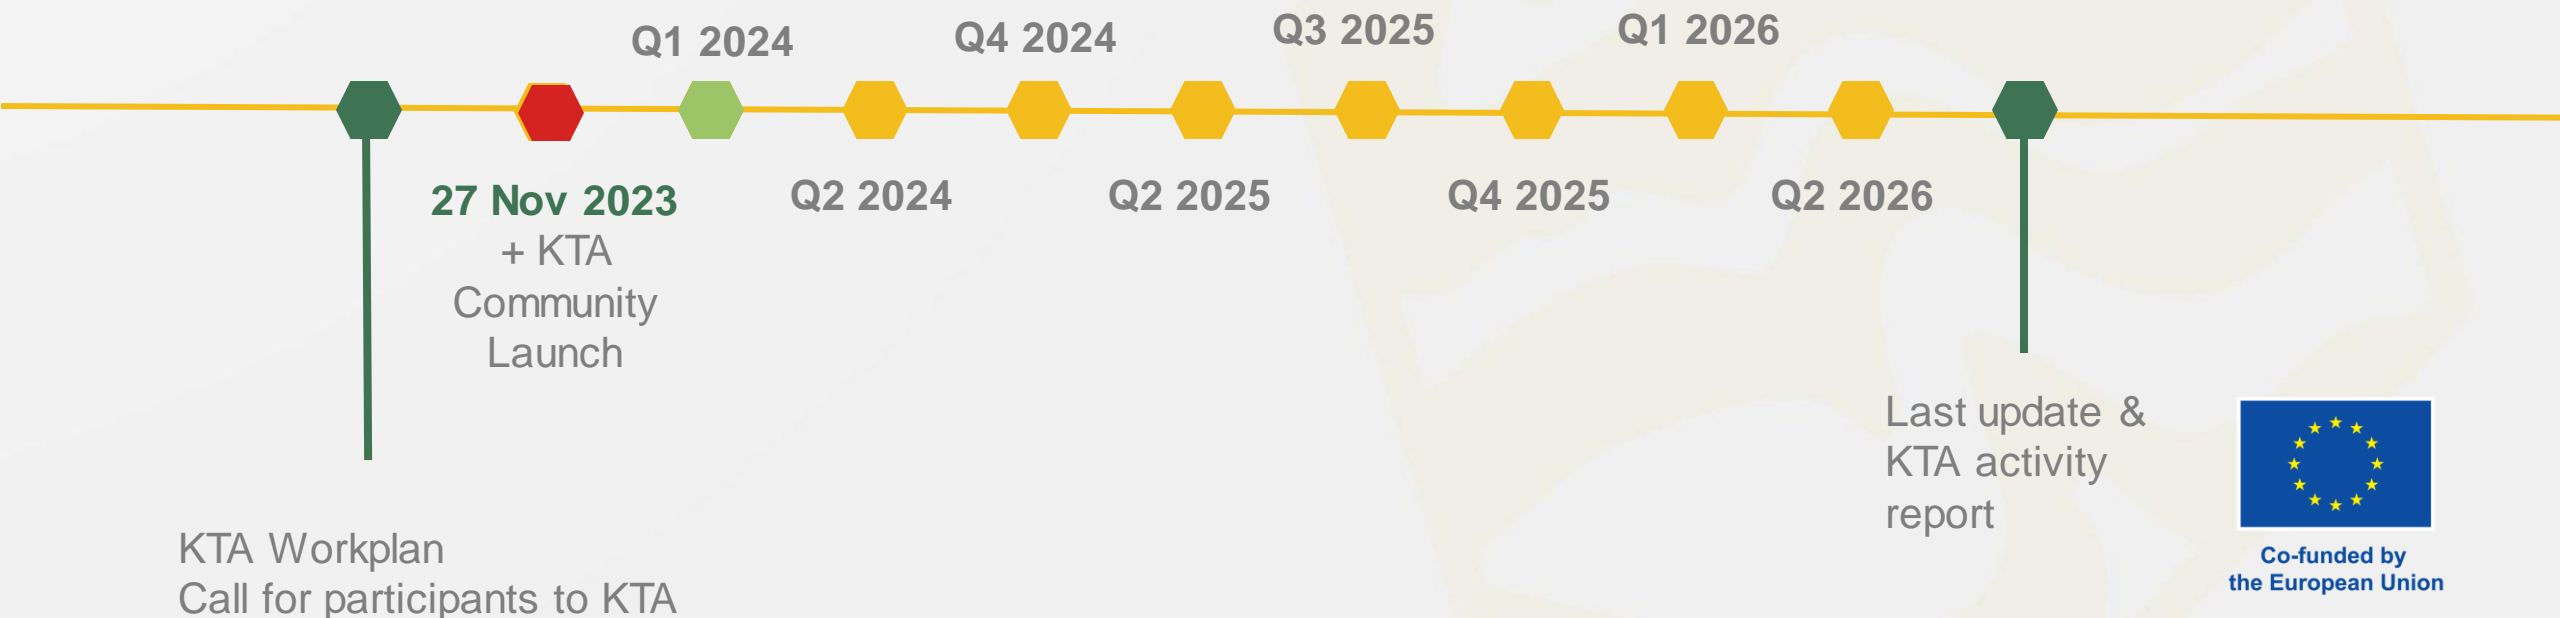 Q1 2024
Q4 2024
Q3 2025
Q1 2026
27 Nov 2023
+ KTA
Community
Launch
Q2 2024
Q2 2025
Q4 2025
Q2 2026
Last update &
KTA activity
report
KTA Workplan
Call for participants to KTA
Co-funded by
the European Union